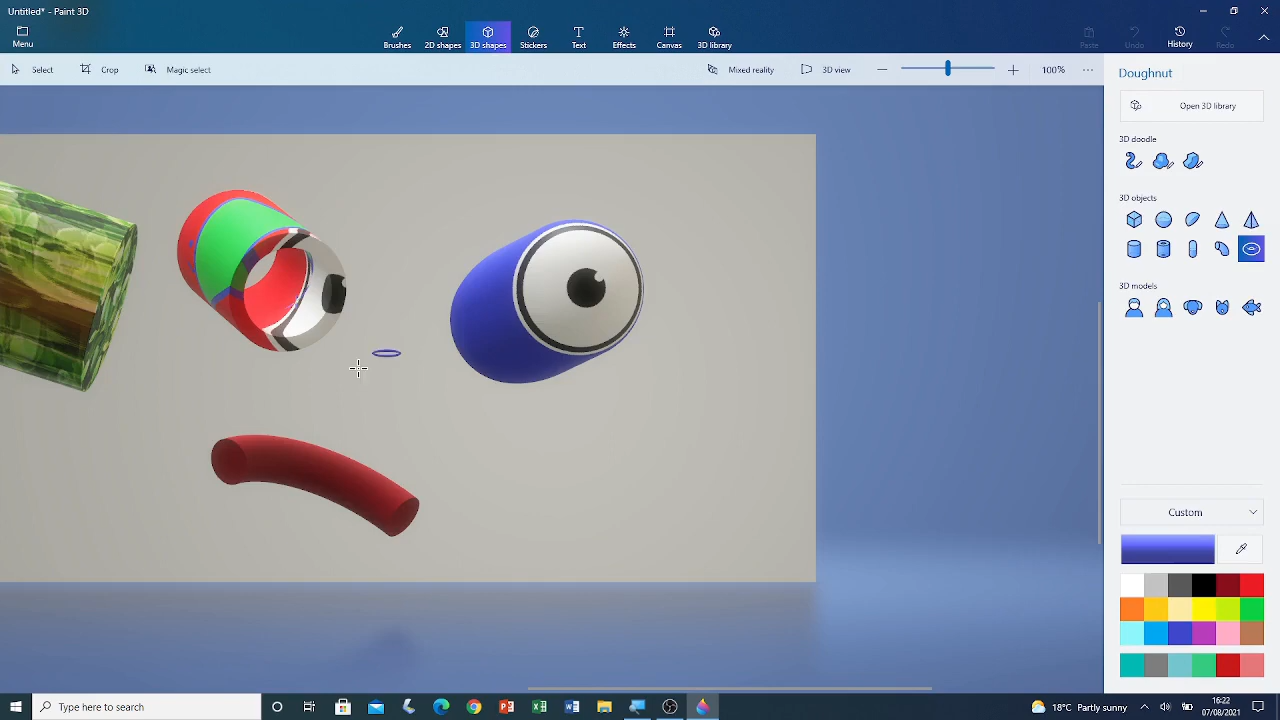 Untitled* - Paint 3D
Menu
Brushes
2D shapes
3D shapes
Stickers
Text
Effects
Canvas
3D library
Paste
Undo
History
Redo
Select
Crop
Magic select
Mixed reality
3D view
100%
Doughnut
Open 3D library
3D doodle
3D objects
3D models
Custom
Type here to search
18°C Partly sunny
16:22
07/08/2021